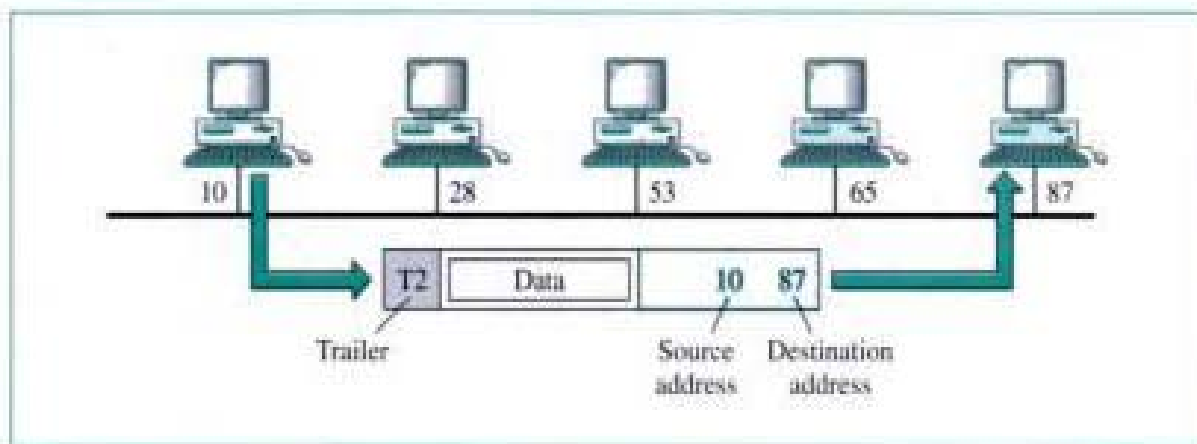 10 28 53 65 87
T2 Data 10 87
Trailer Source address Destination address